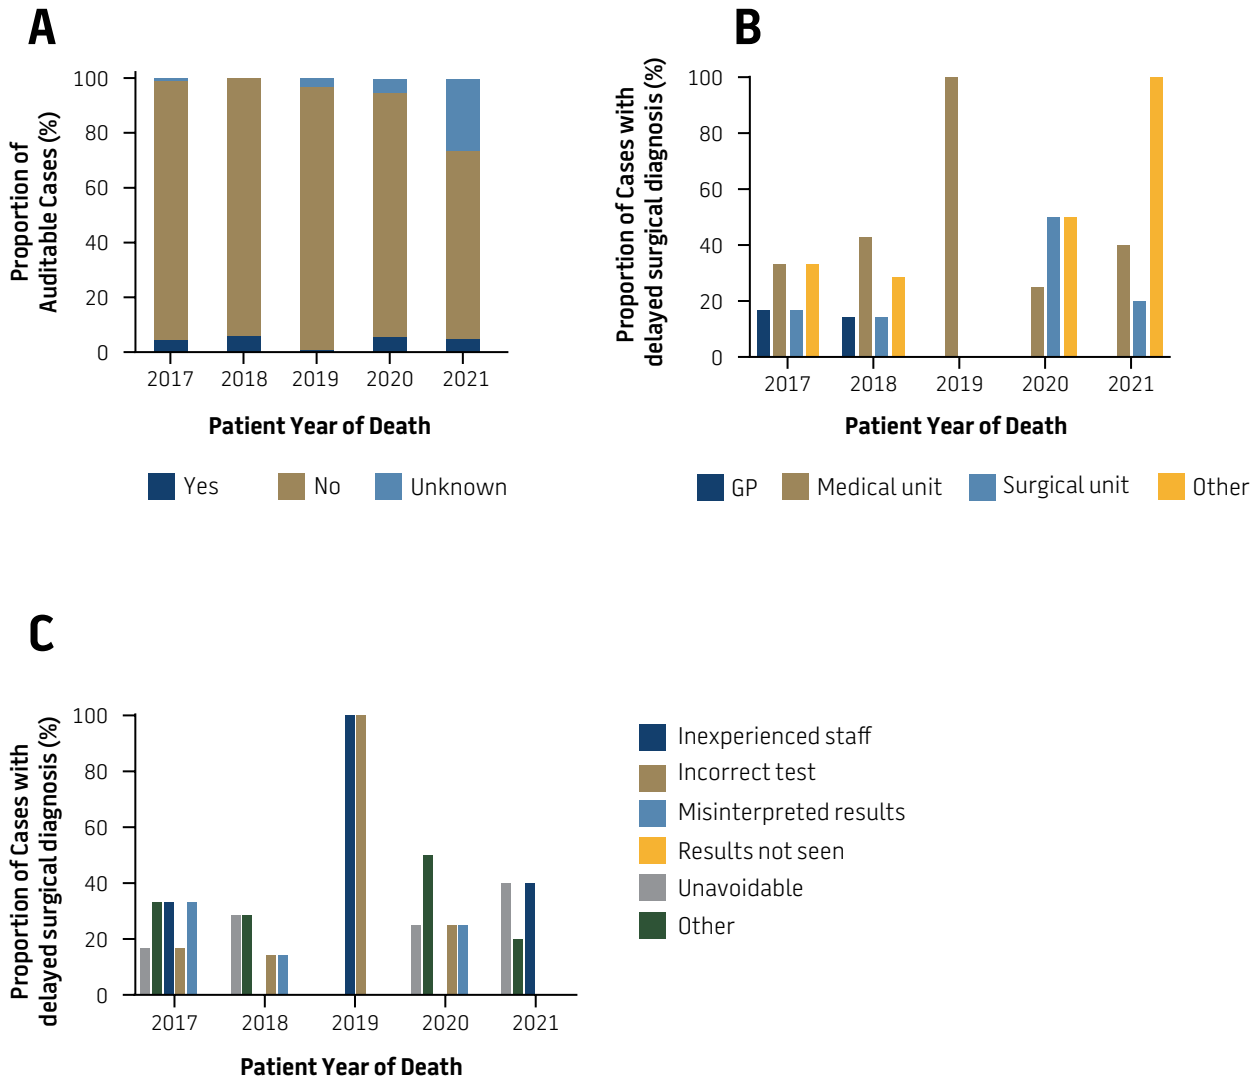 A
Proportion of
Auditable Cases (%)
100
80
60
40
20
0
2017 2018 2019 2020 2021
Patient Year of Death
Yes No Unknown
B
Proportion of Cases with
delayed surgical diagnosis (%)
100
80
60
40
20
0
2017 2018 2019 2020 2021
Patient Year of Death
GP Medical unit Surgical unit Other
C
Proportion of Cases with
delayed surgical diagnosis (%)
100
80
60
40
20
0
2017 2018 2019 2020 2021
Patient Year of Death
Inexperienced staff
Incorrect test
Misinterpreted results
Results not seen
Unavoidable
Other